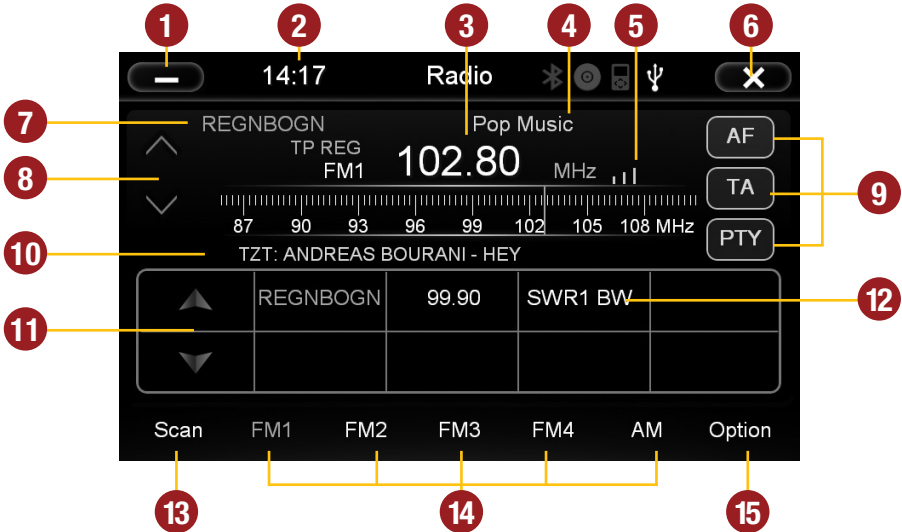 1 2 3 4 5 6
14:17 Radio
7 REGNBOGN Pop Music
TP REG AF
FM1 102.80 MHz
8 TA 9
87 90 93 96 99 102 105 108 MHz
PTY
10 TZT: ANDREAS BOURANI - HEY
REGNBOGN 99.90 SWR1 BW 12
11
Scan FM1 FM2 FM3 FM4 AM Option
13 14 15